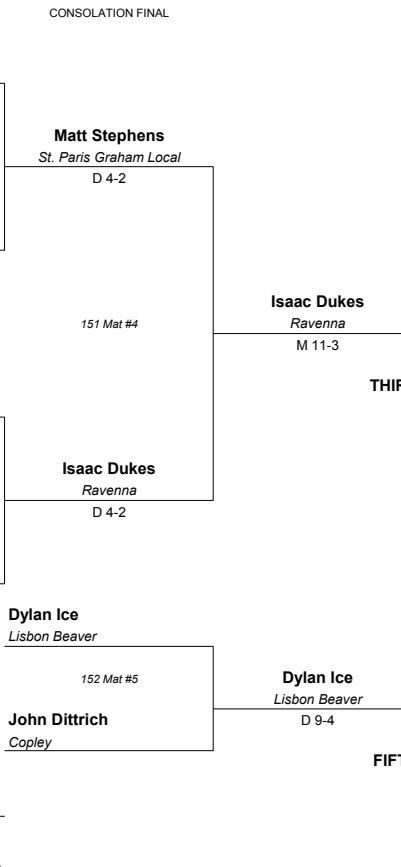 CONSOLATION FINAL
Matt Stephens
St. Paris Graham Local
D 4-2
151 Mat #4
Isaac Dukes
Ravenna
M 11-3
Isaac Dukes
Ravenna
D 4-2
Dylan Ice
Lisbon Beaver
152 Mat #5
Dylan Ice
Lisbon Beaver
D 9-4
John Dittrich
Copley